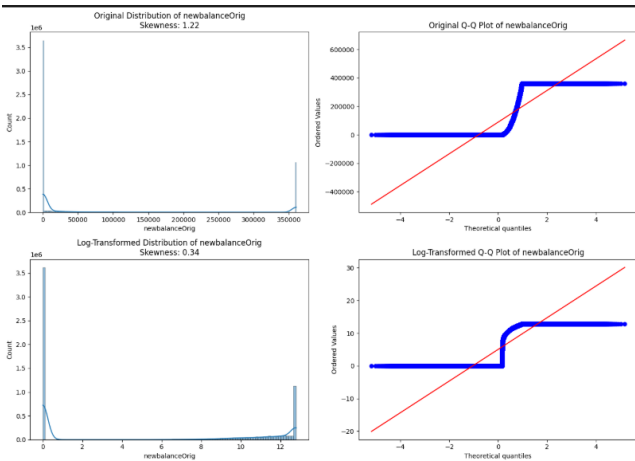 Original Distribution of newbalanceOrig
Skewness: 1.22
1e6
3.5
3.0
2.5
2.0
1.5
1.0
0.5
0.0
Count
0 50000 100000 150000 200000 250000 300000 350000
newbalanceOrig
Original Q-Q Plot of newbalanceOrig
600000
400000
200000
0
−200000
−400000
Ordered Values
−4 −2 0 2 4
Theoretical quantiles
Log-Transformed Distribution of newbalanceOrig
Skewness: 0.34
1e6
3.5
3.0
2.5
2.0
1.5
1.0
0.5
0.0
Count
0 2 4 6 8 10 12
newbalanceOrig
Log-Transformed Q-Q Plot of newbalanceOrig
30
20
10
0
−10
−20
Ordered Values
−4 −2 0 2 4
Theoretical quantiles